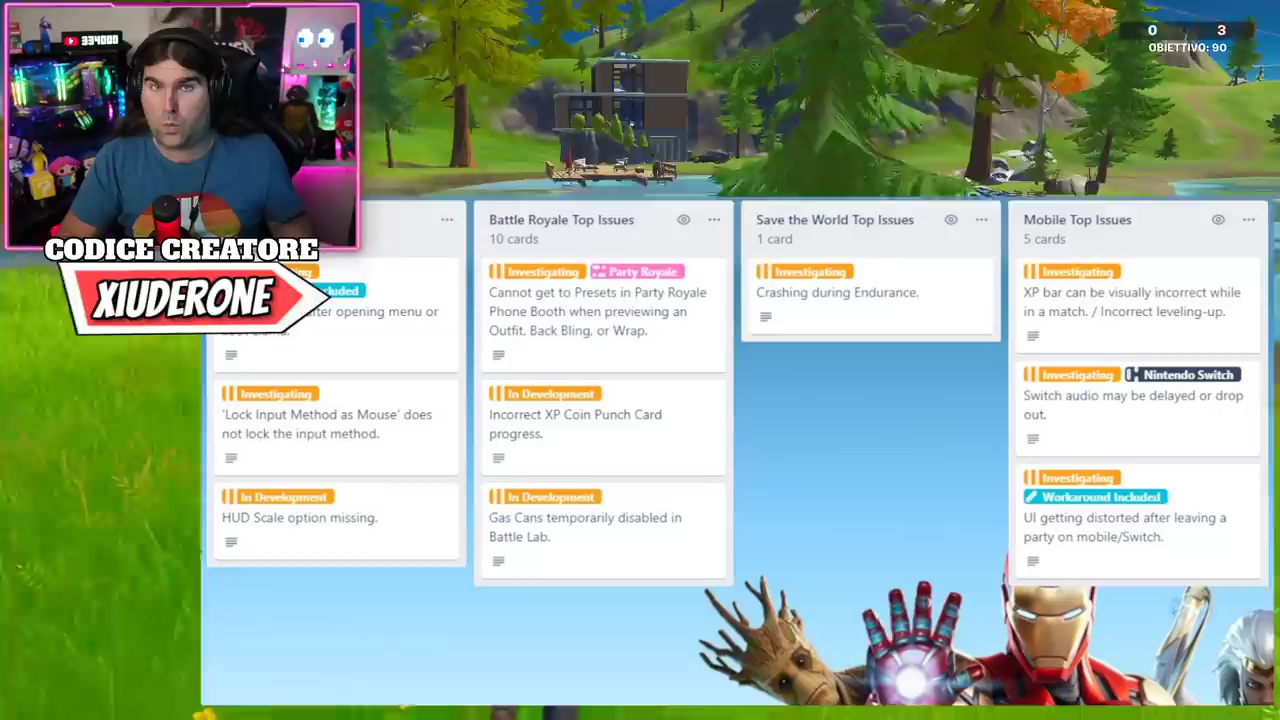 334000
0 3
OBIETTIVO: 90
CODICE CREATORE
XIUDERONE
after opening menu or
Investigating
'Lock Input Method as Mouse' does
not lock the input method.
In Development
HUD Scale option missing.
Battle Royale Top Issues
10 cards
Investigating Party Royale
Cannot get to Presets in Party Royale
Phone Booth when previewing an
Outfit, Back Bling, or Wrap.
In Development
Incorrect XP Coin Punch Card
progress.
In Development
Gas Cans temporarily disabled in
Battle Lab.
Save the World Top Issues
1 card
Investigating
Crashing during Endurance.
Mobile Top Issues
5 cards
Investigating
XP bar can be visually incorrect while
in a match. / Incorrect leveling-up.
Investigating Nintendo Switch
Switch audio may be delayed or drop
out.
Investigating
Workaround Included
UI getting distorted after leaving a
party on mobile/Switch.